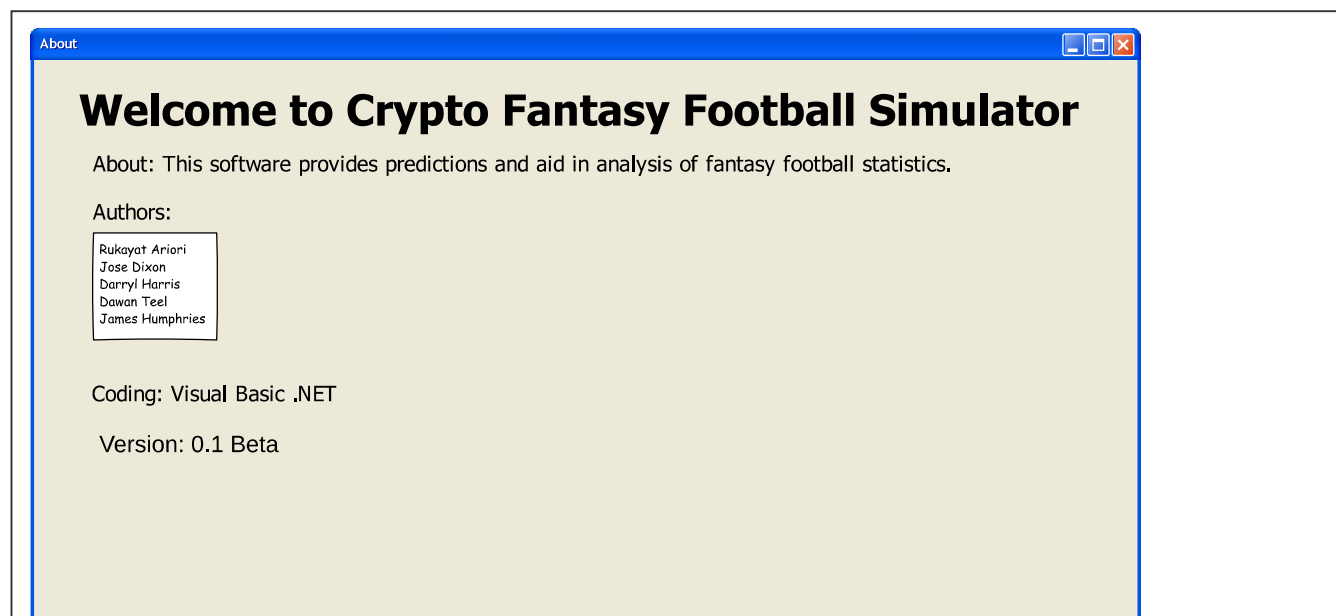 About
Welcome to Crypto Fantasy Football Simulator
About: This software provides predictions and aid in analysis of fantasy football statistics.
Authors:
Rukayat Ariori
Jose Dixon
Darryl Harris
Dawan Teel
James Humphries
Coding: Visual Basic .NET
Version: 0.1 Beta